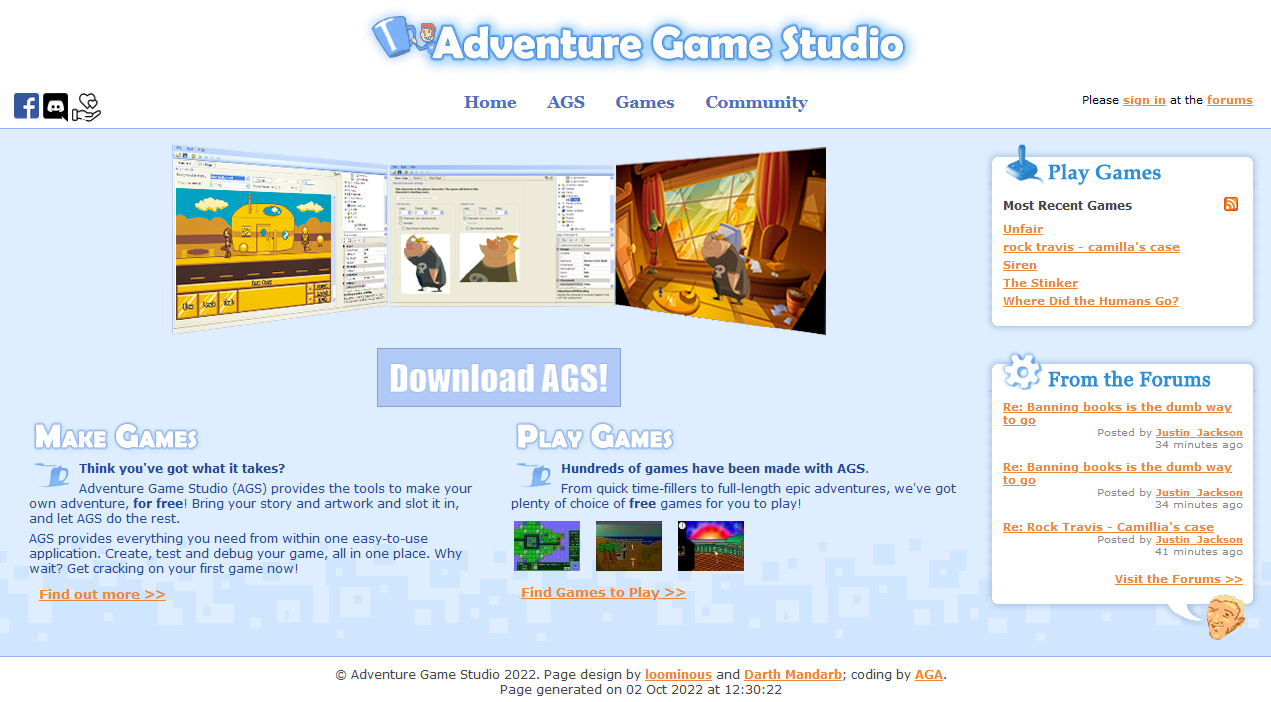 Adventure Game Studio
Home AGS Games Community
Please sign in at the forums
Download AGS!
Make Games
Think you've got what it takes?
Adventure Game Studio (AGS) provides the tools to make your
own adventure, for free! Bring your story and artwork and slot it in,
and let AGS do the rest.
AGS provides everything you need from within one easy-to-use
application. Create, test and debug your game, all in one place. Why
wait? Get cracking on your first game now!
Find out more >>
Play Games
Hundreds of games have been made with AGS.
From quick time-fillers to full-length epic adventures, we've got
plenty of choice of free games for you to play!
Find Games to Play >>
Play Games
Most Recent Games
Unfair
rock travis - camilla's case
Siren
The Stinker
Where Did the Humans Go?
From the Forums
Re: Banning books is the dumb way
to go
Posted by Justin_Jackson
34 minutes ago
Re: Banning books is the dumb way
to go
Posted by Justin_Jackson
34 minutes ago
Re: Rock Travis - Camillia's case
Posted by Justin_Jackson
41 minutes ago
Visit the Forums >>
© Adventure Game Studio 2022. Page design by loominous and Darth Mandarb; coding by AGA.
Page generated on 02 Oct 2022 at 12:30:22